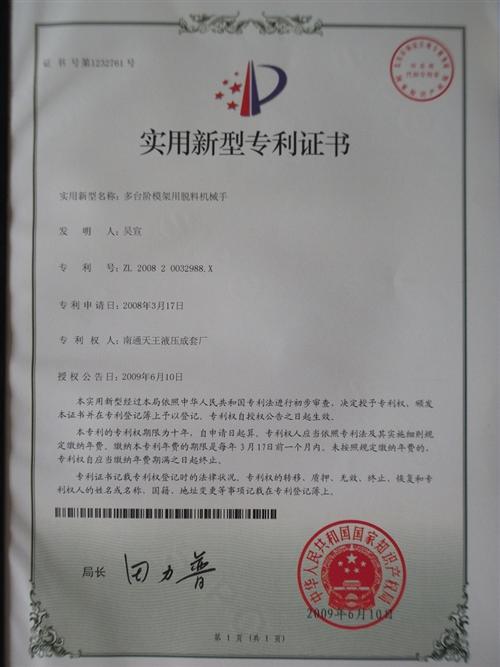 证 书 号 第1232761 号
实用新型专利证书
实用新型名称：多台阶模架用脱料机械手
发 明 人：吴宣
专 利 号：ZL 2008 2 0032988.X
专利申请日：2008年3月17日
专 利 权 人：南通天王液压成套厂
授权公告日：2009年6月10日
本实用新型经过本局依照中华人民共和国专利法进行初步审查，决定授予专利权，颁发
本证书并在专利登记簿上予以登记。专利权自授权公告之日起生效。
本专利的专利权期限为十年，自申请日起算。专利权人应当依照专利法及其实施细则规
定缴纳年费。缴纳本专利年费的期限是每年 3月17日前一个月内。未按照规定缴纳年费的，
专利权自应当缴纳年费期满之日起终止。
专利证书记载专利权登记时的法律状况。专利权的转移、质押、无效、终止、恢复和专
利权人的姓名或名称、国籍、地址变更等事项记载在专利登记簿上。
局长 田力普
中华人民共和国国家知识产权局
2009年6月10日
第 1 页 (共 1 页)